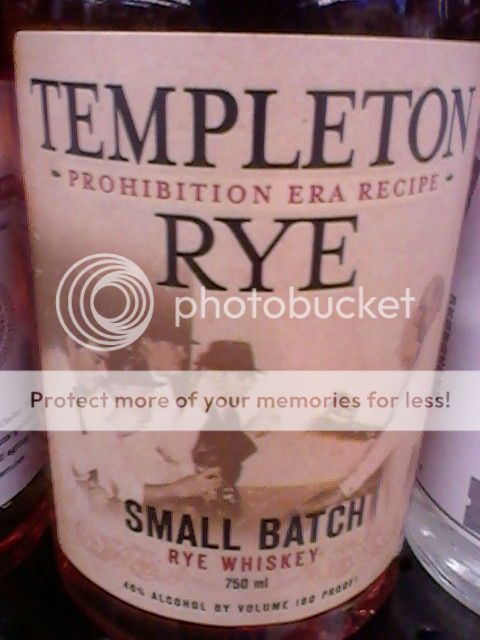 TEMPLETON
• PROHIBITION ERA RECIPE •
RYE
photobucket
Protect more of your memories for less!
SMALL BATCH
RYE WHISKEY
750 ml
40% ALCOHOL BY VOLUME (80 PROOF)